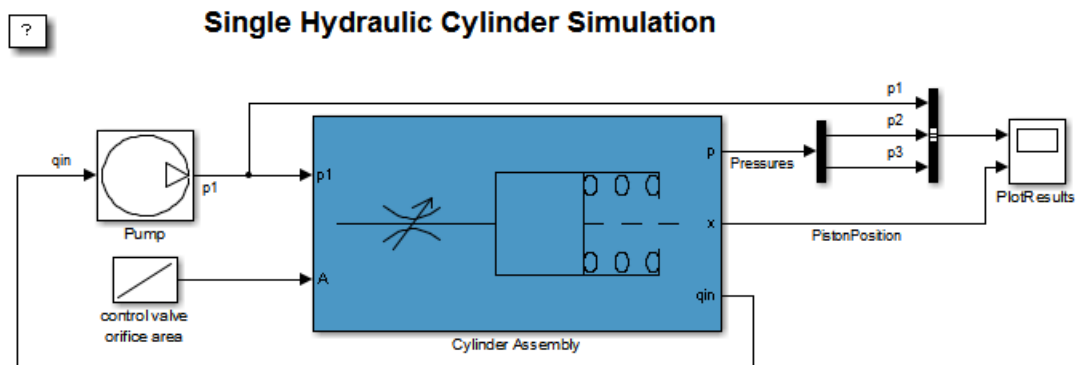 ?
Single Hydraulic Cylinder Simulation
qin
p1
Pump
control valve
orifice area
p1
A
p
x
qin
Cylinder Assembly
Pressures
PistonPosition
p1
p2
p3
PlotResults